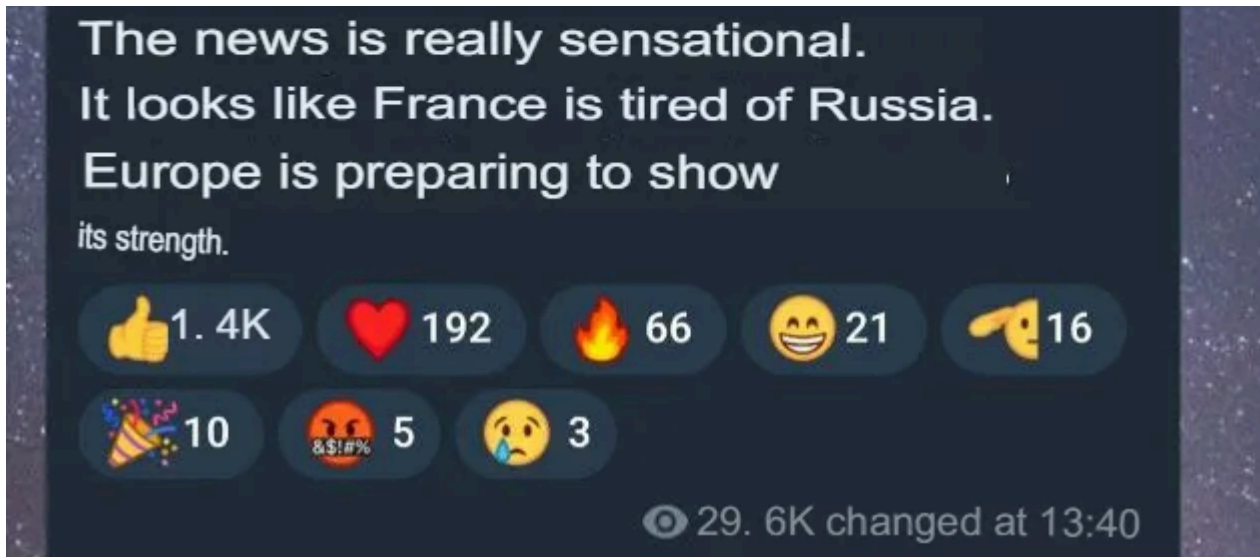 The news is really sensational.
It looks like France is tired of Russia.
Europe is preparing to show
its strength.
1. 4K 192 66 21 16
10 &$!#% 5 3
29. 6K changed at 13:40